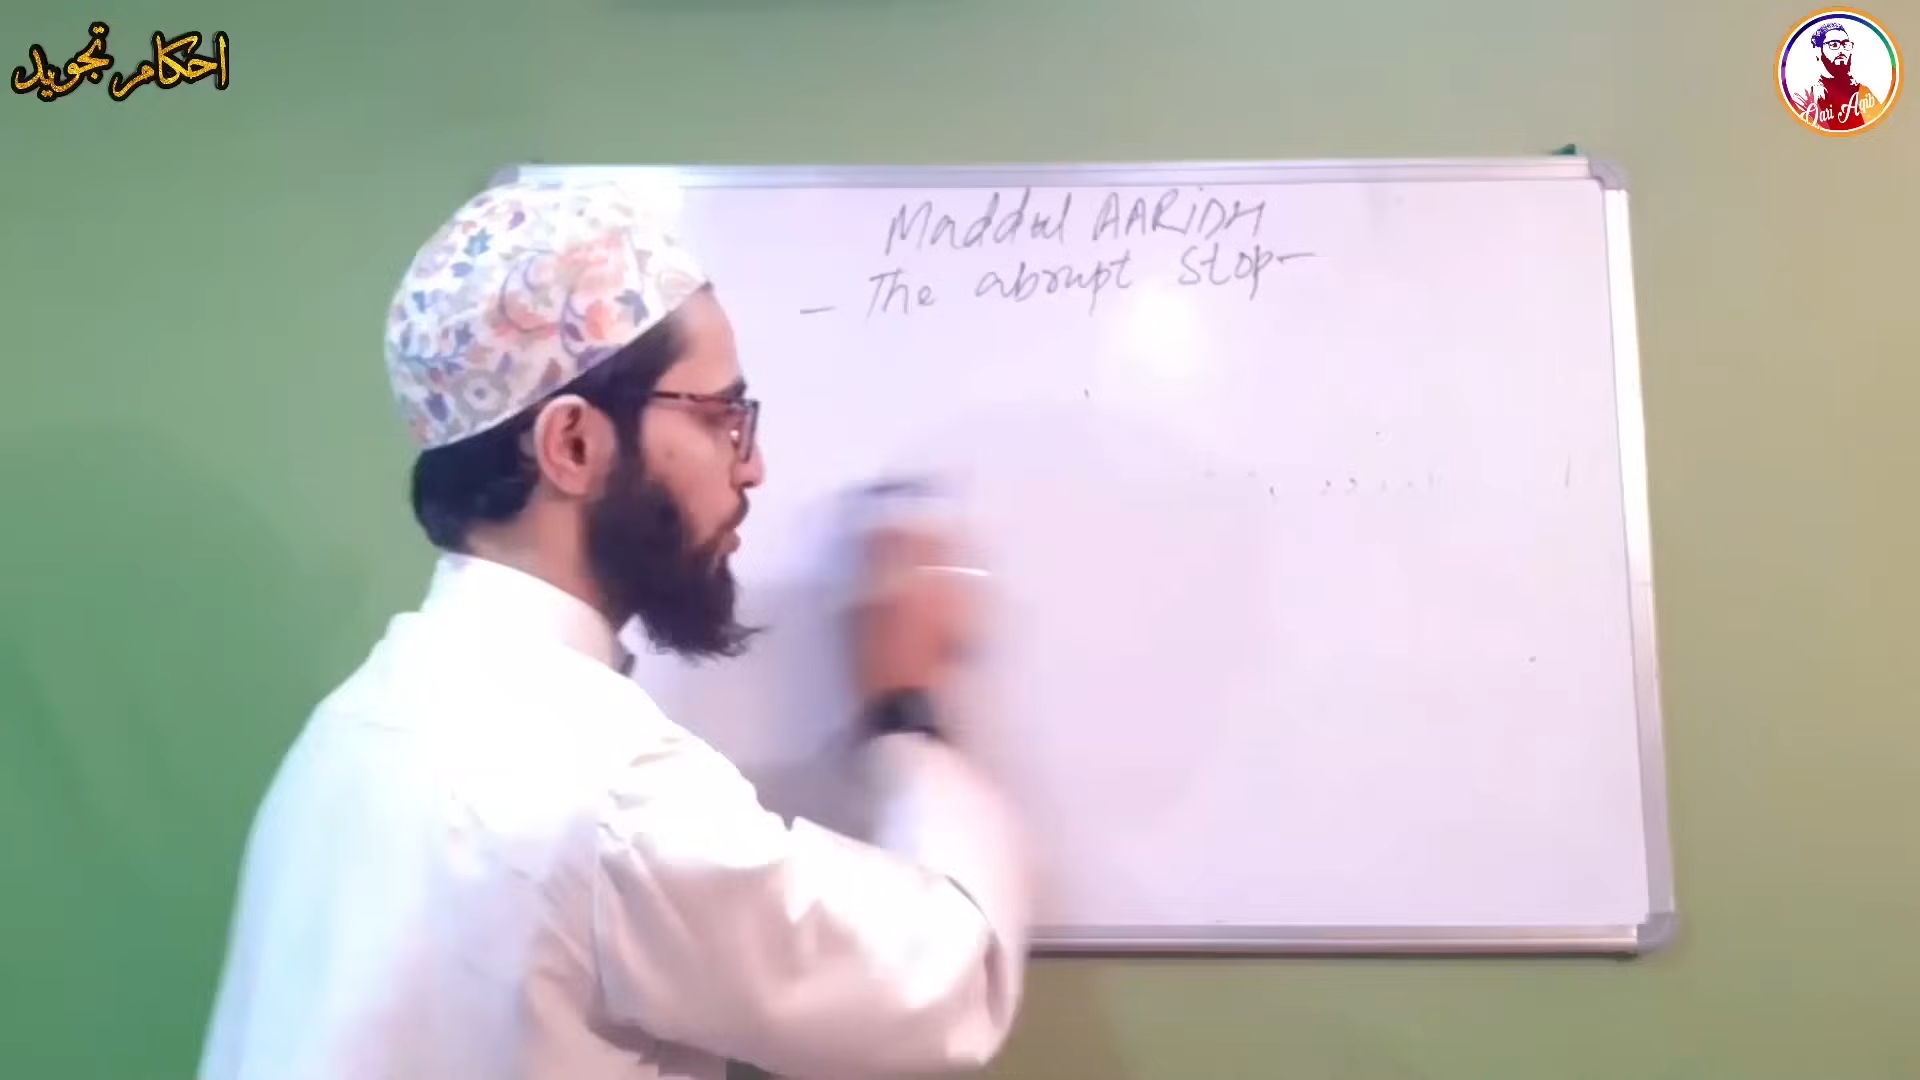 احکام تجوید
Qari Aqib
Maddul AARIDH
- The abrupt stop -